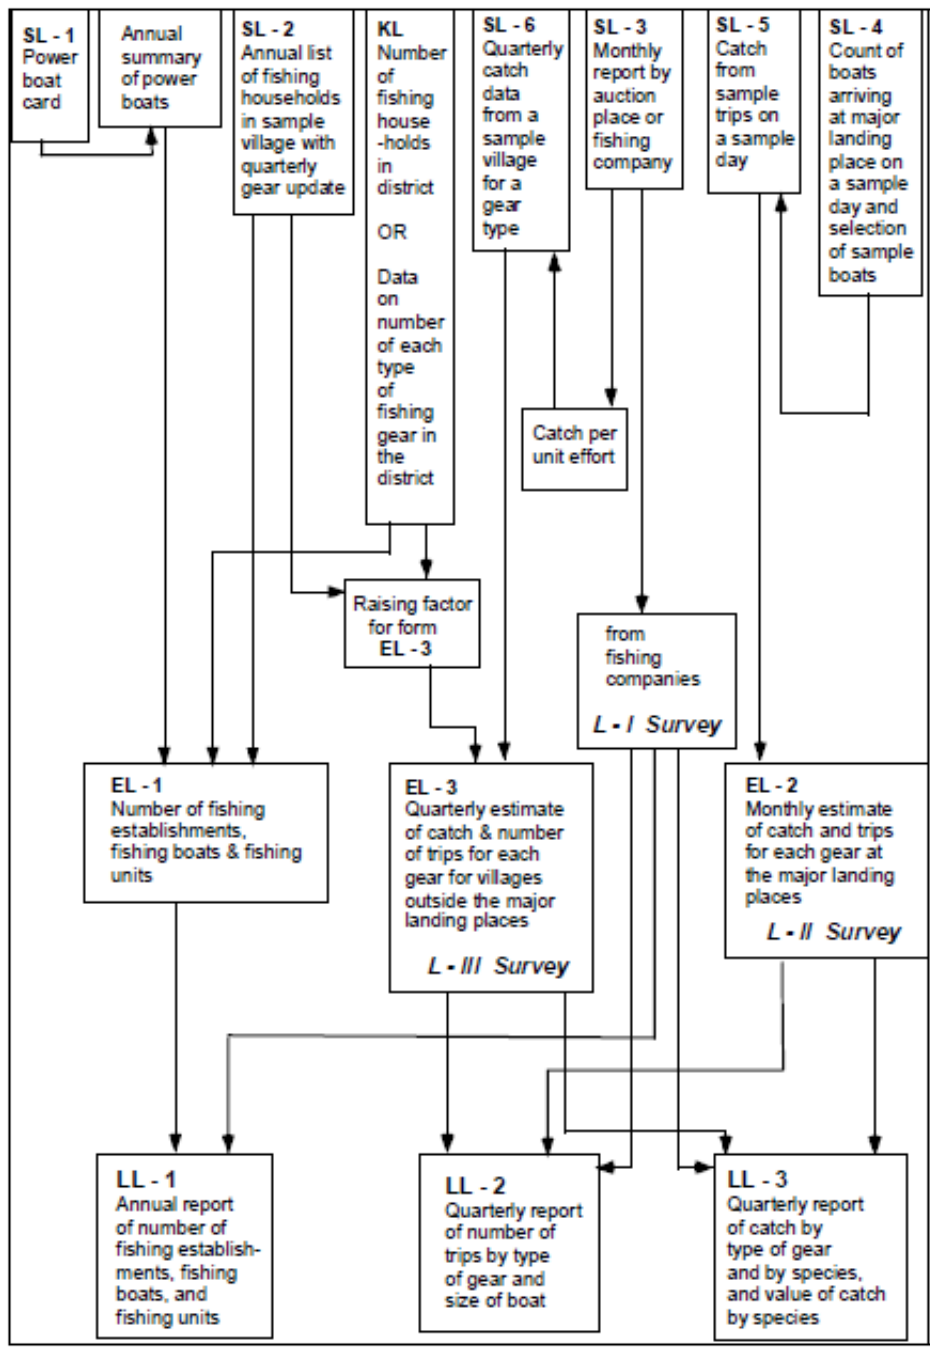 SL - 1
Power
boat
card
Annual
summary
of power
boats
SL - 2
Annual list
of fishing
households
in sample
village with
quarterly
gear update
KL
Number
of
fishing
house
-holds
in
district
OR
Data
on
number
of each
type
of
fishing
gear in
the
district
SL - 6
Quarterly
catch
data
from a
sample
village
for a
gear
type
SL - 3
Monthly
report by
auction
place or
fishing
company
SL - 5
Catch
from
sample
trips on
a sample
day
SL - 4
Count of
boats
arriving
at major
landing
place on
a sample
day and
selection
of sample
boats
Catch per
unit effort
Raising factor
for form
EL - 3
from
fishing
companies
L - I Survey
EL - 1
Number of fishing
establishments,
fishing boats & fishing
units
EL - 3
Quarterly estimate
of catch & number
of trips for each
gear for villages
outside the major
landing places
L - III Survey
EL - 2
Monthly estimate
of catch and trips
for each gear at
the major landing
places
L - II Survey
LL - 1
Annual report
of number of
fishing establish-
ments, fishing
boats, and
fishing units
LL - 2
Quarterly report
of number of
trips by type
of gear and
size of boat
LL - 3
Quarterly report
of catch by
type of gear
and by species,
and value of catch
by species